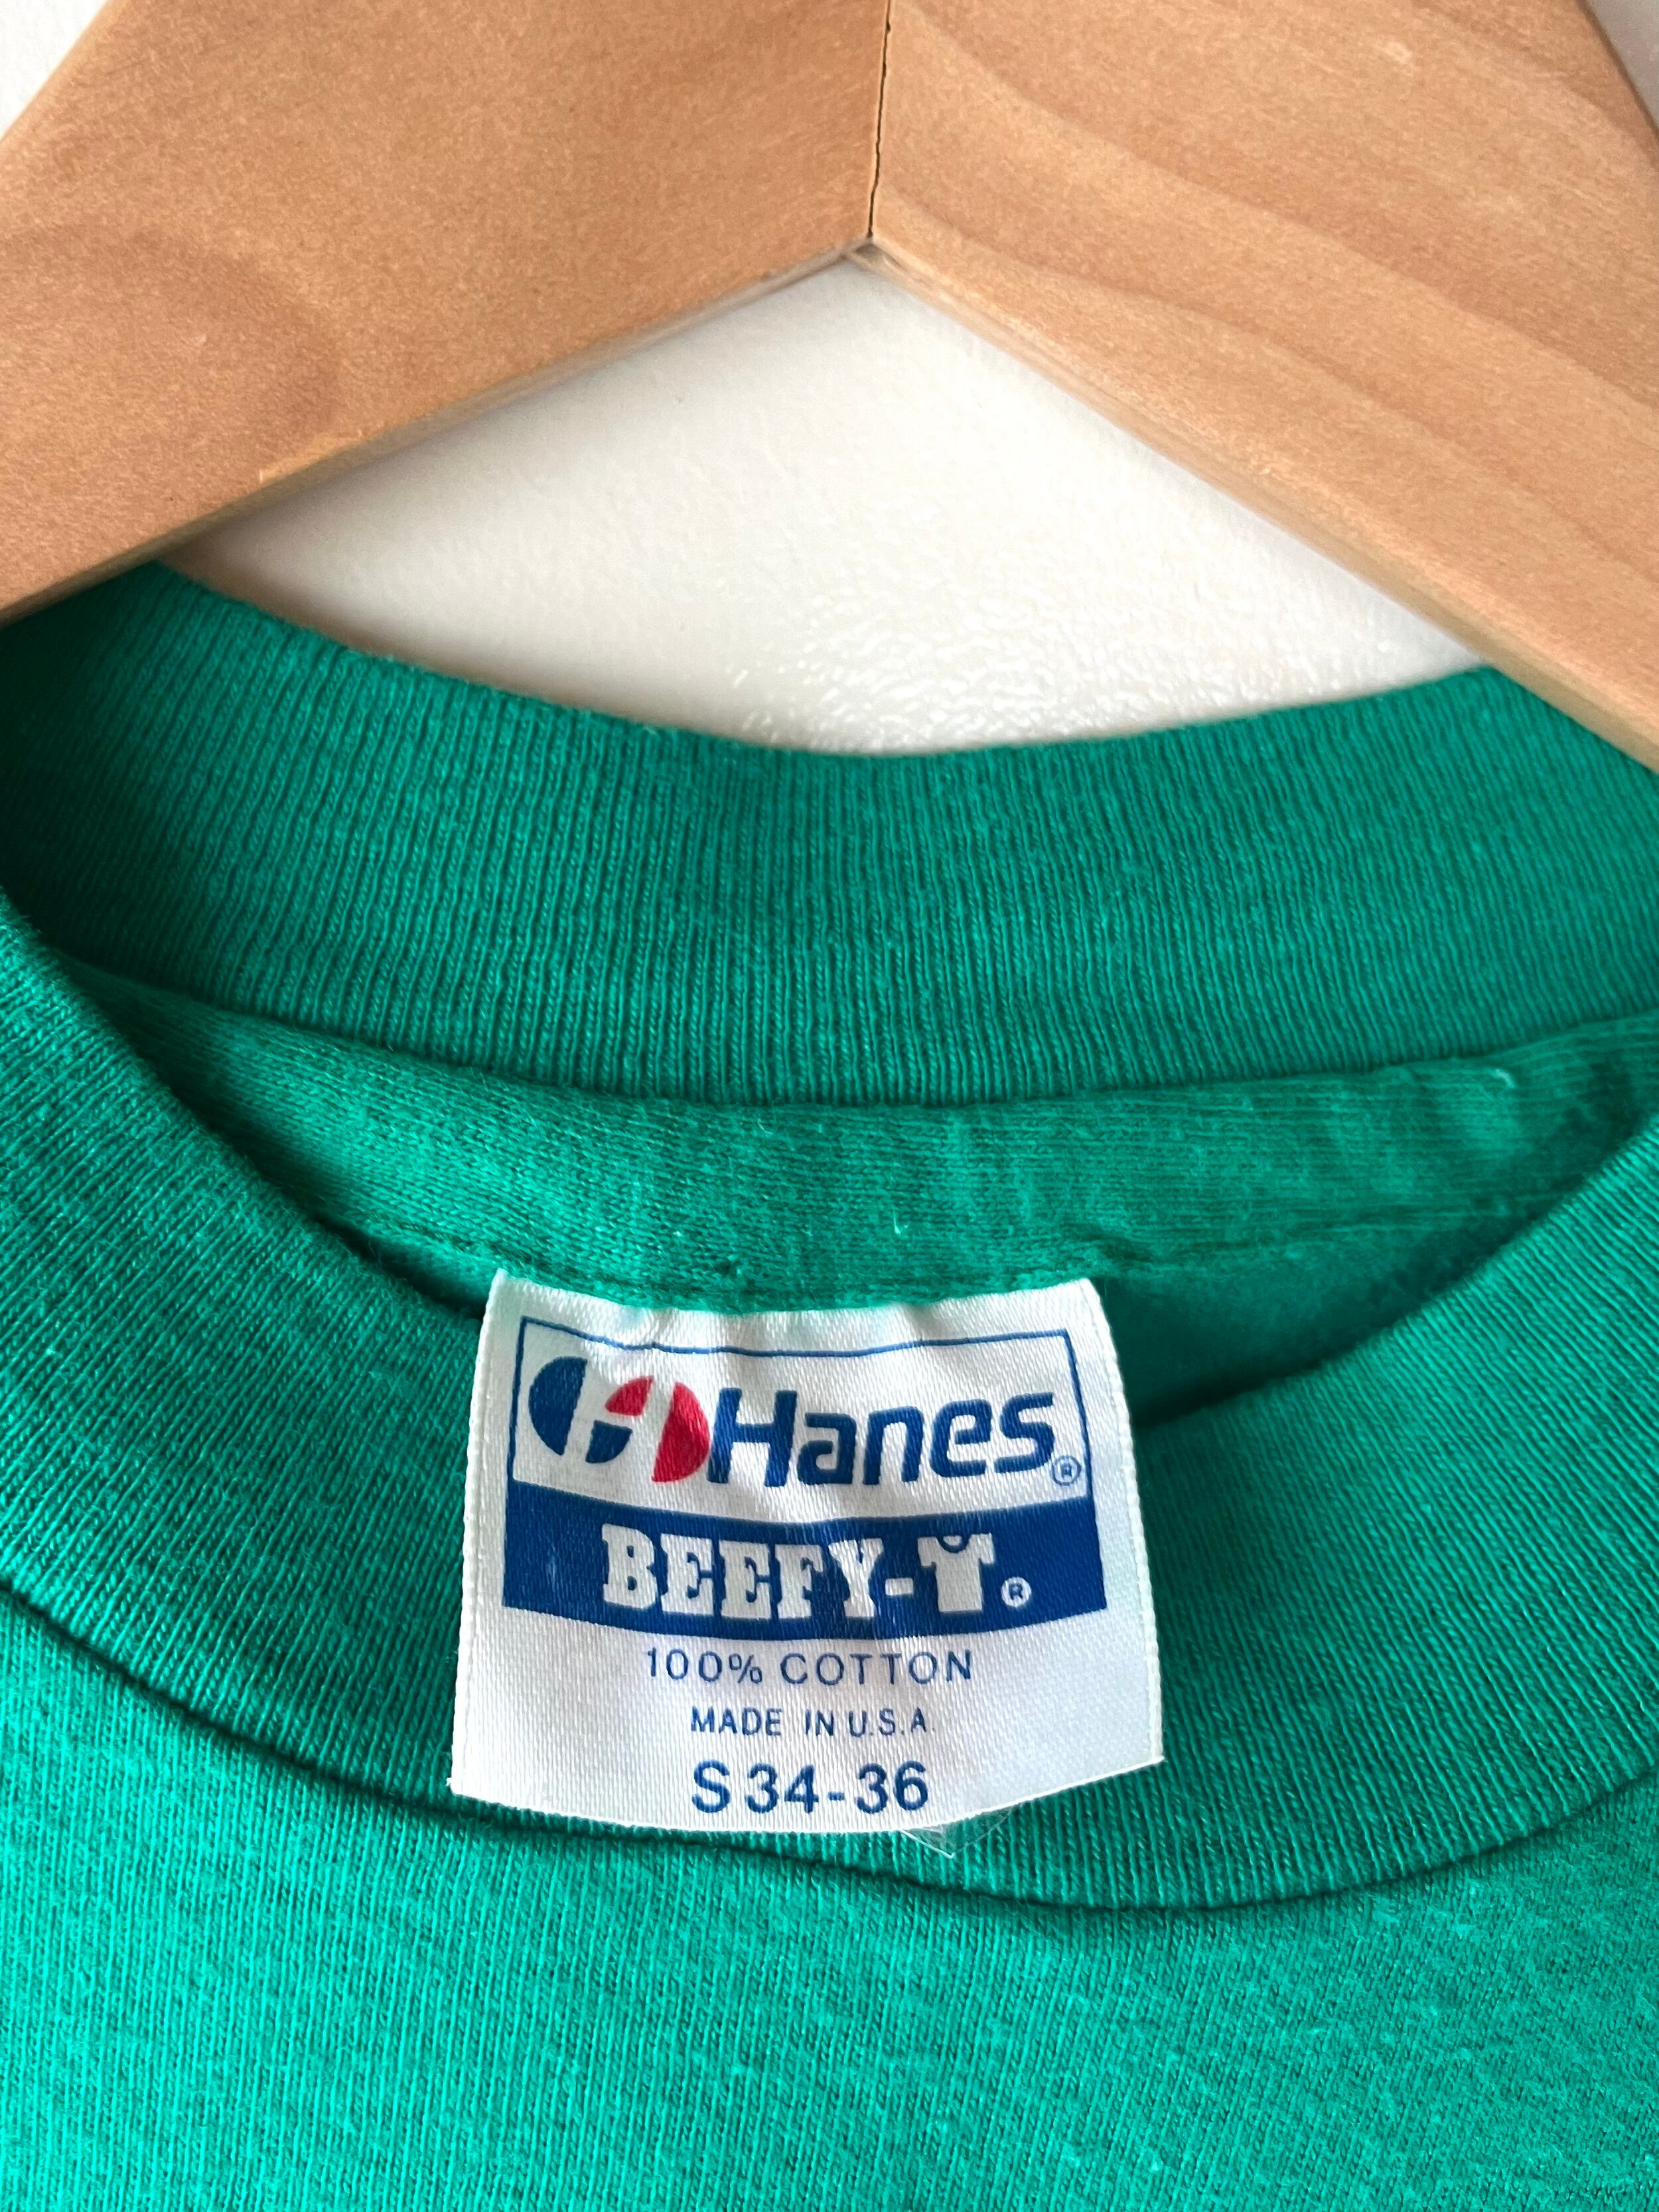 Hanes®
BEEFY-T®
100% COTTON
MADE IN U.S.A.
S 34-36